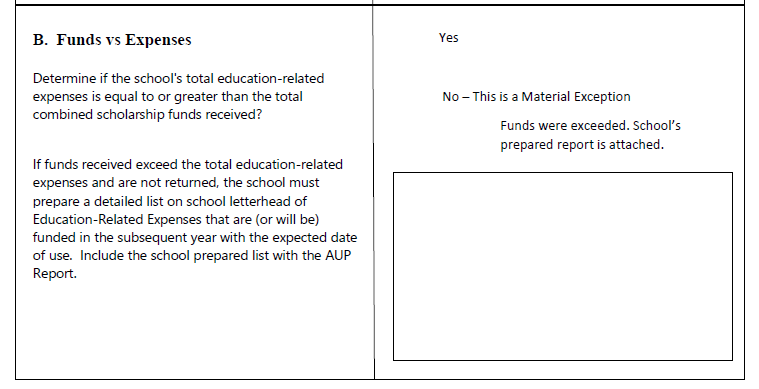 B. Funds vs Expenses
Determine if the school's total education-related
expenses is equal to or greater than the total
combined scholarship funds received?
If funds received exceed the total education-related
expenses and are not returned, the school must
prepare a detailed list on school letterhead of
Education-Related Expenses that are (or will be)
funded in the subsequent year with the expected date
of use. Include the school prepared list with the AUP
Report.
Yes
No – This is a Material Exception
Funds were exceeded. School’s
prepared report is attached.